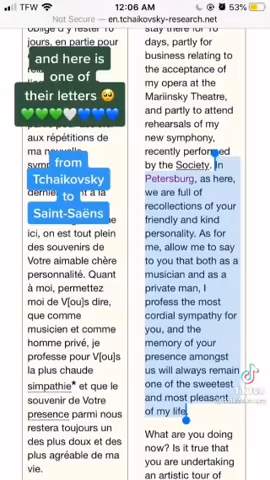 12:06 AM
53%
Not Secure — en.tchaikovsky-research.net
obligé d'y rester 10
jours, en partie pour
and here is
one of
their letters 🥺
💚💚💚🤍💙💙💙
aux répétitions de
ma nouvelle
from
Tchaikovsky
to
Saint-Saëns
ici, on est tout plein
des souvenirs de
Votre aimable chère
personnalité. Quant
à moi, permettez
moi de V[ou]s dire,
que comme
musicien et comme
homme privé, je
professe pour V[ou]s
la plus chaude
simpathie* et que le
souvenir de Votre
presence parmi nous
restera toujours un
des plus doux et des
plus agréable de ma
vie.
stay there for 10
days, partly for
business relating to
the acceptance of
my opera at the
Mariinsky Theatre,
and partly to attend
rehearsals of my
new symphony,
recently performed
by the Society. In
Petersburg, as here,
we are full of
recollections of your
friendly and kind
personality. As for
me, allow me to say
to you that both as a
musician and as a
private man, I
profess the most
cordial sympathy for
you, and the
memory of your
presence amongst
us will always remain
one of the sweetest
and most pleasant
of my life.
What are you doing
now? Is it true that
you are undertaking
an artistic tour of
TikTok